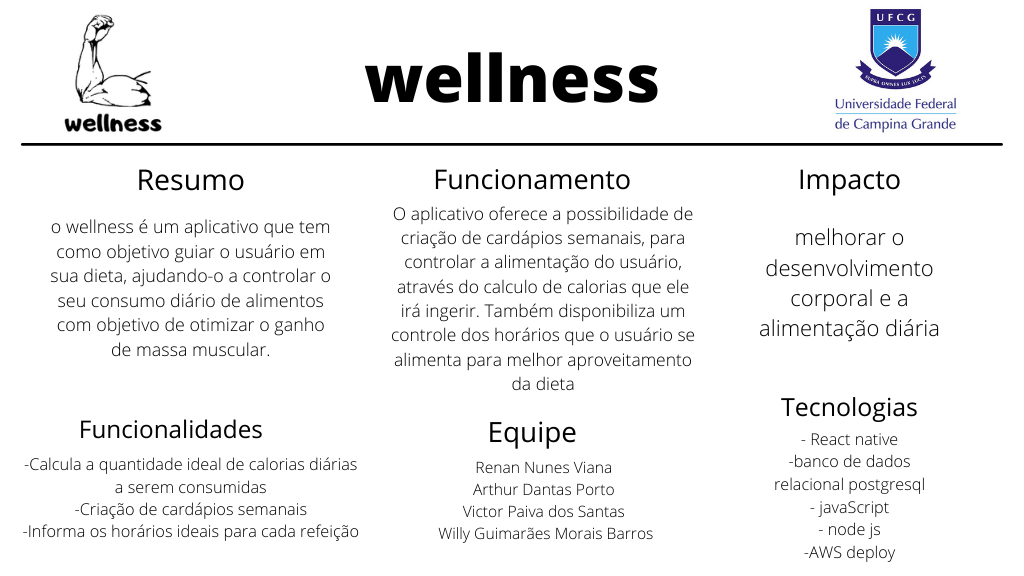 wellness
wellness
UFCG
SUPRA OMNES LUX LUCIS
Universidade Federal
de Campina Grande
Resumo
o wellness é um aplicativo que tem
como objetivo guiar o usuário em
sua dieta, ajudando-o a controlar o
seu consumo diário de alimentos
com objetivo de otimizar o ganho
de massa muscular.
Funcionamento
O aplicativo oferece a possibilidade de
criação de cardápios semanais, para
controlar a alimentação do usuário,
através do calculo de calorias que ele
irá ingerir. Também disponibiliza um
controle dos horários que o usuário se
alimenta para melhor aproveitamento
da dieta
Impacto
melhorar o
desenvolvimento
corporal e a
alimentação diária
Funcionalidades
-Calcula a quantidade ideal de calorias diárias
a serem consumidas
-Criação de cardápios semanais
-Informa os horários ideais para cada refeição
Equipe
Renan Nunes Viana
Arthur Dantas Porto
Victor Paiva dos Santas
Willy Guimarães Morais Barros
Tecnologias
- React native
-banco de dados
relacional postgresql
- javaScript
- node js
-AWS deploy